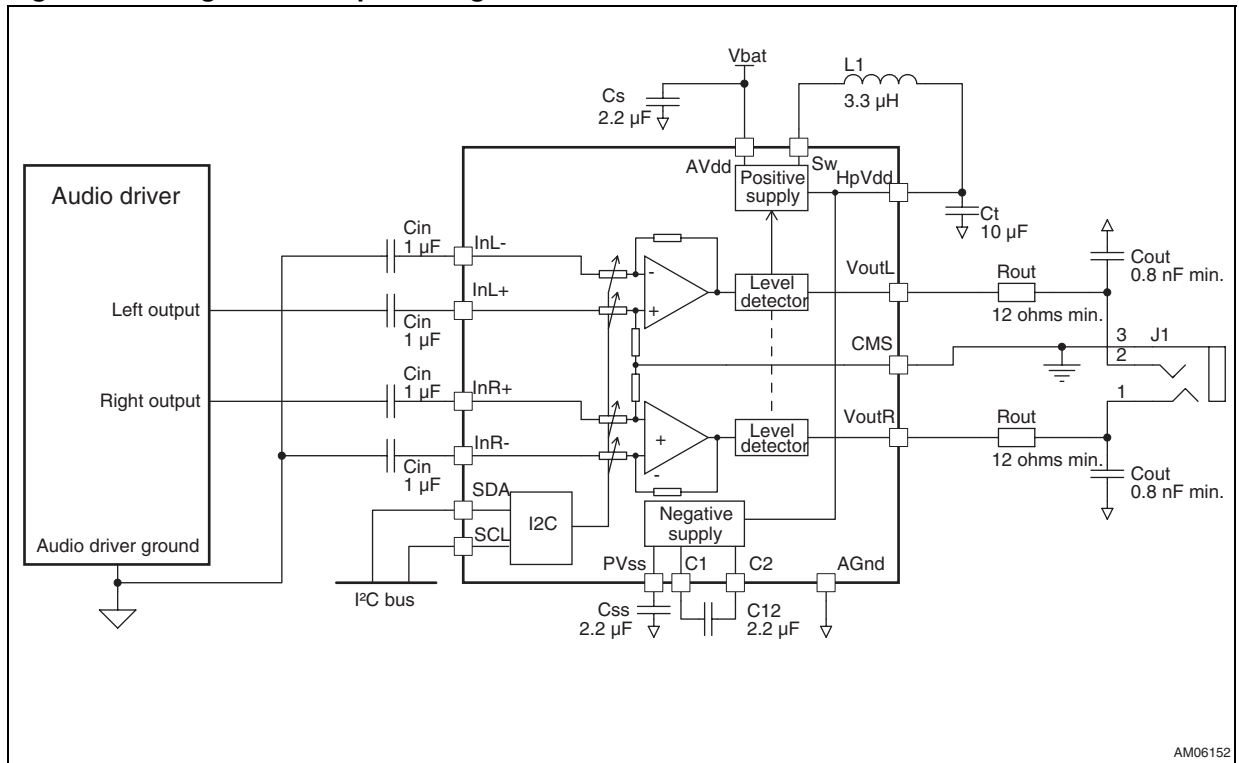 Vbat
L1
3.3 µH
Cs
2.2 µF
AVdd
Sw
HpVdd
Positive
supply
Ct
10 µF
Audio driver
Cin
1 µF
InL-
-
VoutL
Level
detector
Rout
12 ohms min.
Cout
0.8 nF min.
Left output
InL+
+
Cin
1 µF
CMS
3
J1
2
Right output
Cin
1 µF
InR+
1
VoutR
+
Level
detector
Rout
12 ohms min.
InR-
-
Cin
1 µF
Cout
0.8 nF min.
SDA
I2C
SCL
Negative
supply
Audio driver ground
PVss
C1
C2
AGnd
I²C bus
Css
2.2 µF
C12
2.2 µF
AM06152